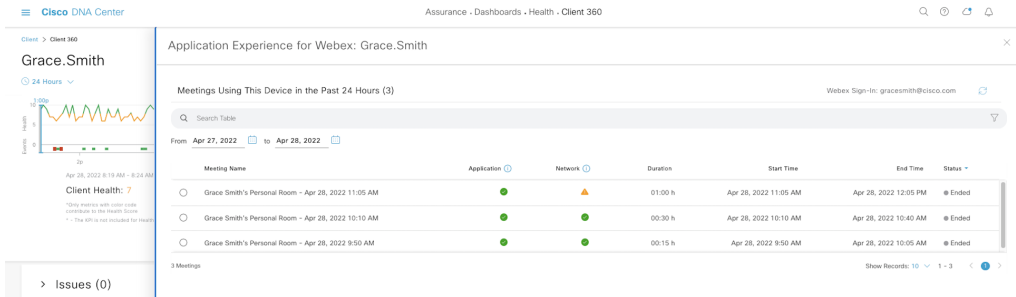 Cisco DNA Center
Assurance • Dashboards • Health • Client 360
Client > Client 360
Grace.Smith
24 Hours
1:00p
10
5
0
Health
Events
2p
Apr 28, 2022 8:19 AM - 8:24 AM
Client Health: 7
*Only metrics with color code
contribute to the Health Score
* - The KPI is not included for Health
> Issues (0)
Application Experience for Webex: Grace.Smith
Meetings Using This Device in the Past 24 Hours (3)
Webex Sign-In: gracesmith@cisco.com
Search Table
From Apr 27, 2022 to Apr 28, 2022
Meeting Name Application Network Duration Start Time End Time Status
Grace Smith's Personal Room - Apr 28, 2022 11:05 AM 01:00 h Apr 28, 2022 11:05 AM Apr 28, 2022 12:05 PM Ended
Grace Smith's Personal Room - Apr 28, 2022 10:10 AM 00:30 h Apr 28, 2022 10:10 AM Apr 28, 2022 10:40 AM Ended
Grace Smith's Personal Room - Apr 28, 2022 9:50 AM 00:15 h Apr 28, 2022 9:50 AM Apr 28, 2022 10:05 AM Ended
3 Meetings
Show Records: 10 1 - 3 < 1 >